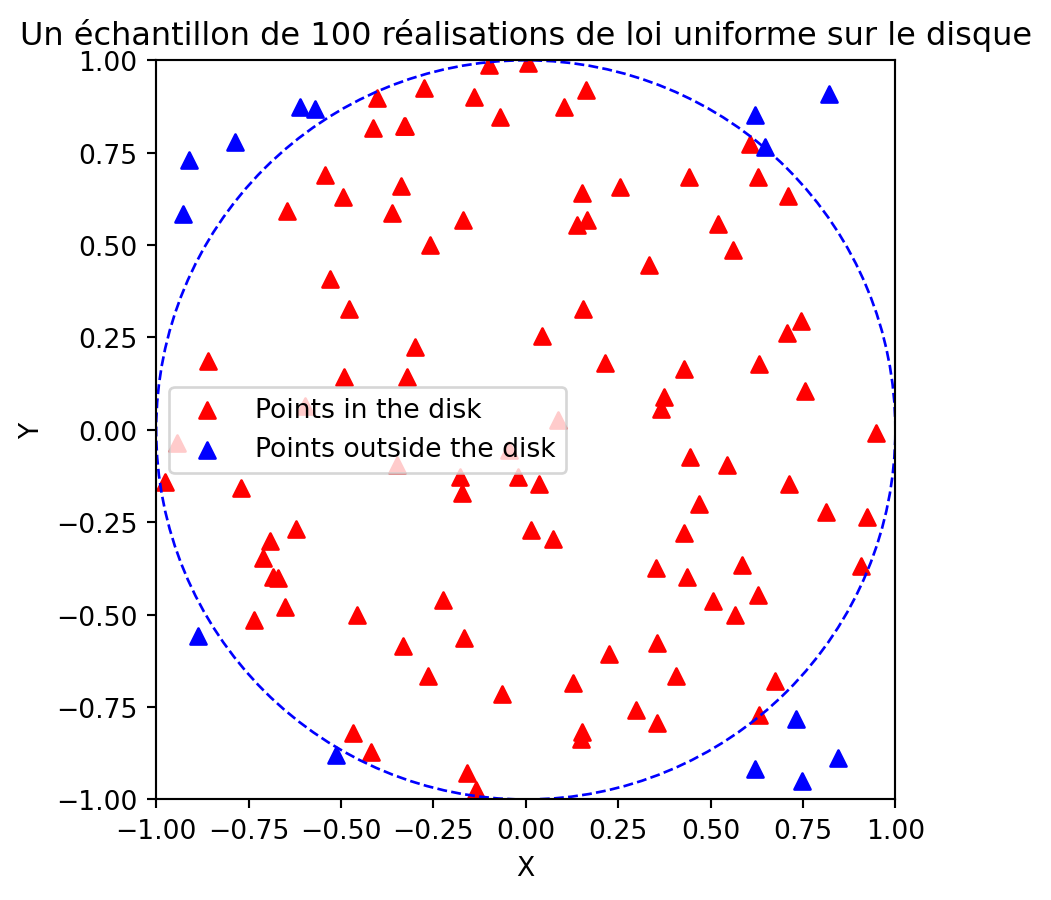 Un échantillon de 100 réalisations de loi uniforme sur le disque
1.00
0.75
0.50
0.25
0.00
−0.25
−0.50
−0.75
−1.00
Y
Points in the disk
Points outside the disk
−1.00 −0.75 −0.50 −0.25 0.00 0.25 0.50 0.75 1.00
X